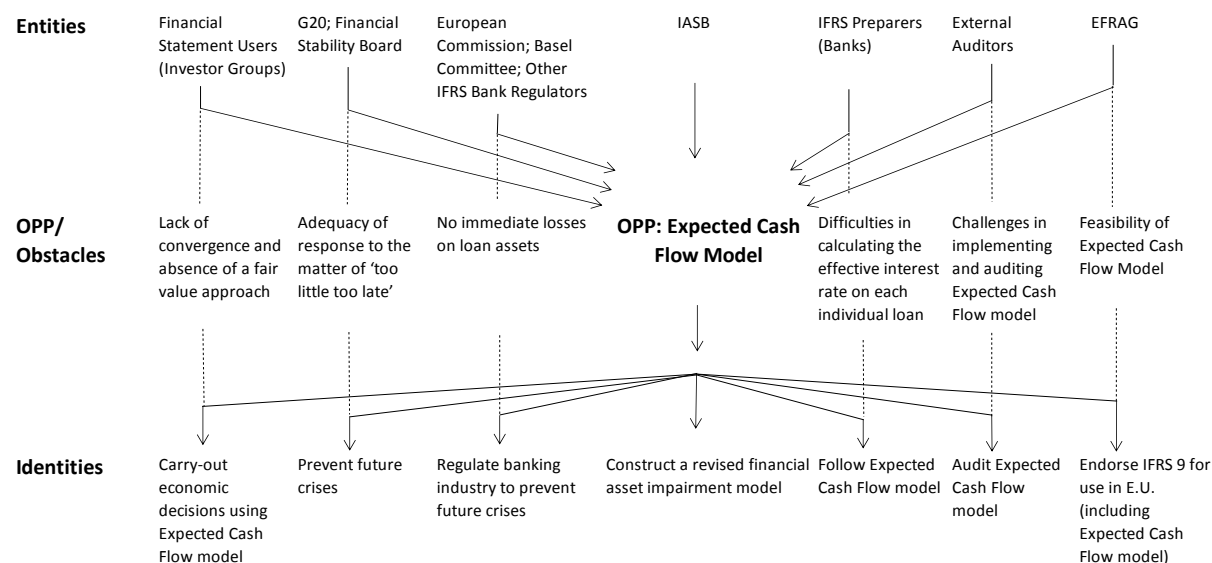 Entities
Financial
Statement Users
(Investor Groups)
G20; Financial
Stability Board
European
Commission; Basel
Committee; Other
IFRS Bank Regulators
IASB
IFRS Preparers
(Banks)
External
Auditors
EFRAG
OPP/
Obstacles
Lack of
convergence and
absence of a fair
value approach
Adequacy of
response to the
matter of ‘too
little too late’
No immediate losses
on loan assets
OPP: Expected Cash
Flow Model
Difficulties in
calculating the
effective interest
rate on each
individual loan
Challenges in
implementing
and auditing
Expected Cash
Flow model
Feasibility of
Expected Cash
Flow Model
Identities
Carry-out
economic
decisions using
Expected Cash
Flow model
Prevent future
crises
Regulate banking
industry to prevent
future crises
Construct a revised financial
asset impairment model
Follow Expected
Cash Flow model
Audit Expected
Cash Flow
model
Endorse IFRS 9 for
use in E.U.
(including
Expected Cash
Flow model)